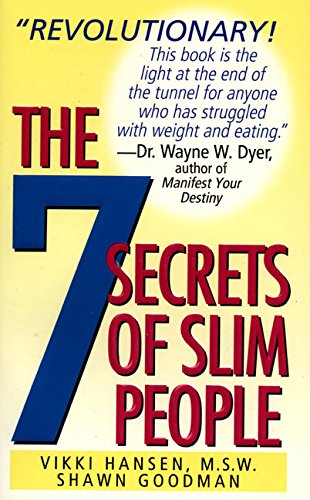 "REVOLUTIONARY!
This book is the
light at the end of
the tunnel for anyone
who has struggled
with weight and eating."
—Dr. Wayne W. Dyer,
author of
Manifest Your
Destiny
THE
7
SECRETS
OF SLIM
PEOPLE
VIKKI HANSEN, M.S.W.
SHAWN GOODMAN